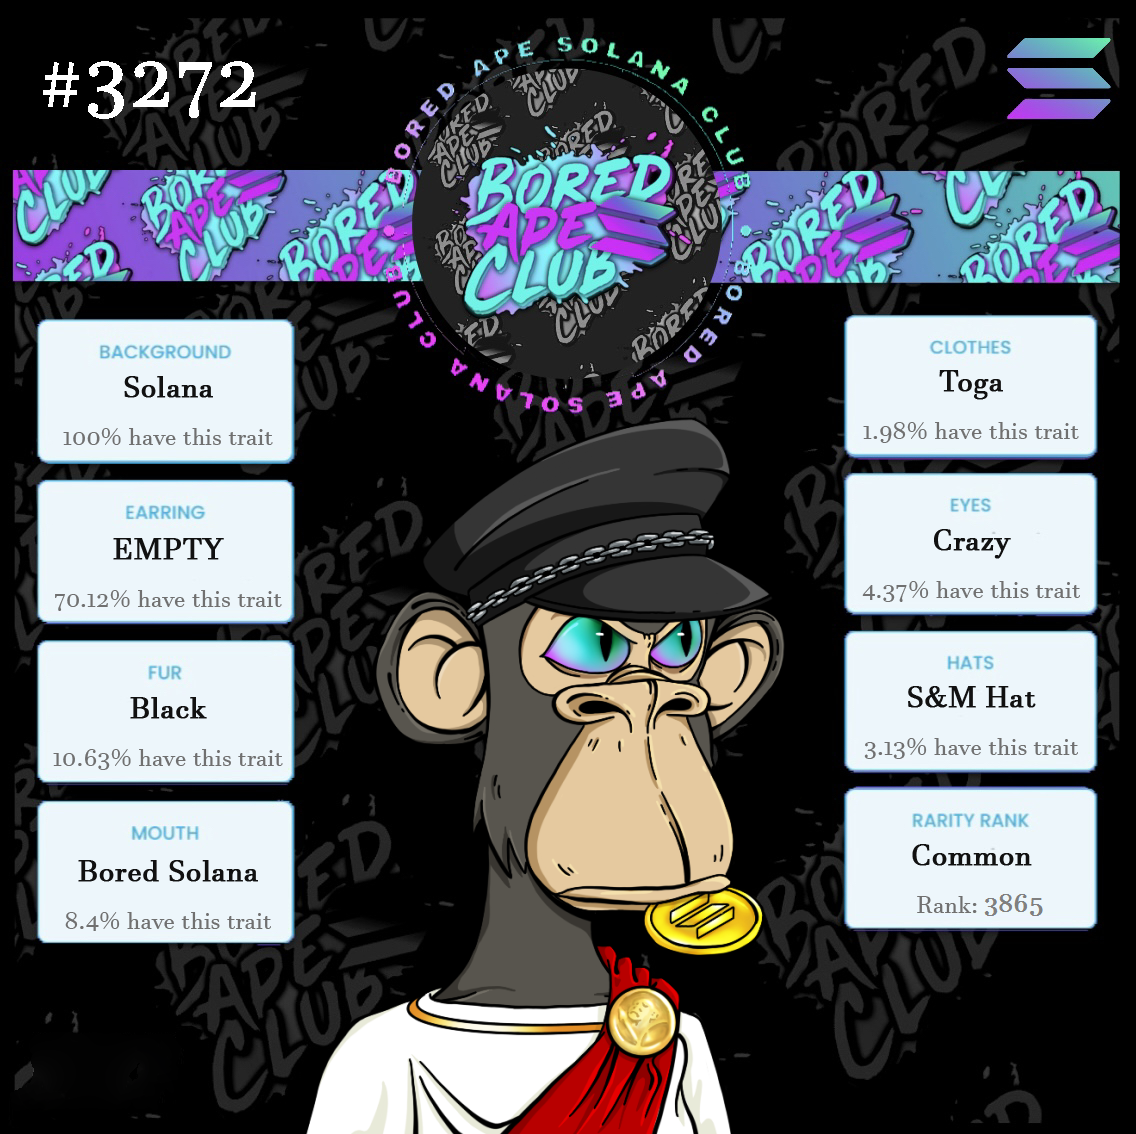 #3272
BORED APE SOLANA CLUB
BORED APE SOLANA CLUB
BORED
APE
CLUB
BACKGROUND
Solana
100% have this trait
EARRING
EMPTY
70.12% have this trait
FUR
Black
10.63% have this trait
MOUTH
Bored Solana
8.4% have this trait
CLOTHES
Toga
1.98% have this trait
EYES
Crazy
4.37% have this trait
HATS
S&M Hat
3.13% have this trait
RARITY RANK
Common
Rank: 3865